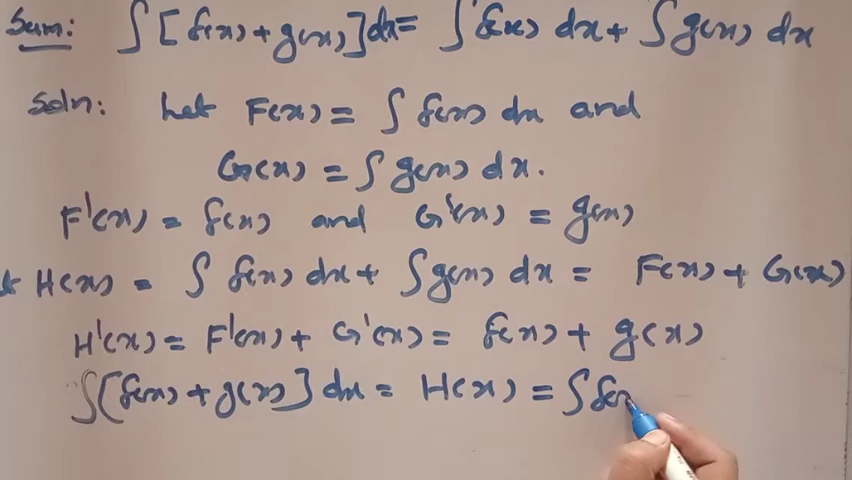 Sum: ∫[f(x)+g(x)]dx = ∫f(x) dx + ∫g(x) dx
Soln: Let F(x) = ∫ f(x) dx and
G(x) = ∫ g(x) dx.
F'(x) = f(x) and G'(x) = g(x)
H(x) = ∫ f(x) dx + ∫g(x) dx = F(x) + G(x)
H'(x) = F'(x) + G'(x) = f(x) + g(x)
∫[f(x) + g(x)] dx = H(x) = ∫ f(x